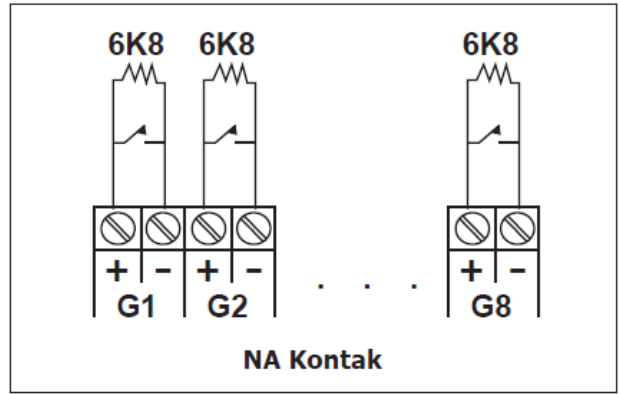 6K8 6K8 6K8
+ - + - . . . + -
G1 G2 G8
NA Kontak